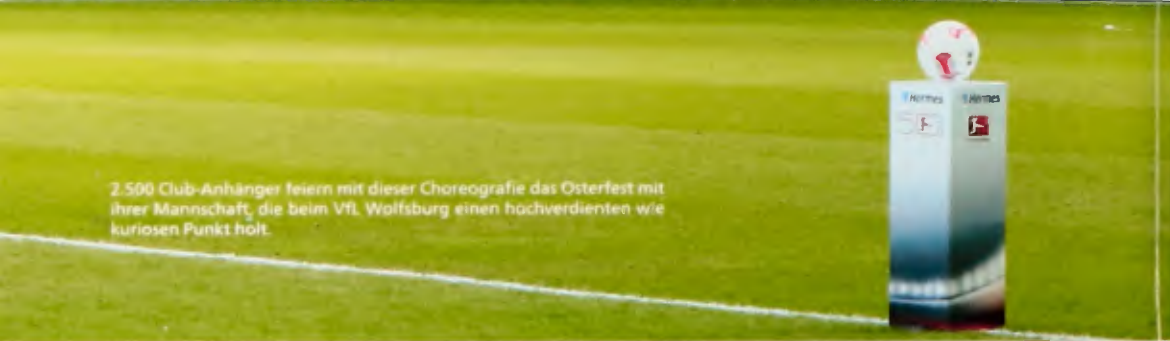 Hermes Hermes
2.500 Club-Anhänger feiern mit dieser Choreografie das Osterfest mit
ihrer Mannschaft, die beim VfL Wolfsburg einen hochverdienten wie
kuriosen Punkt holt.